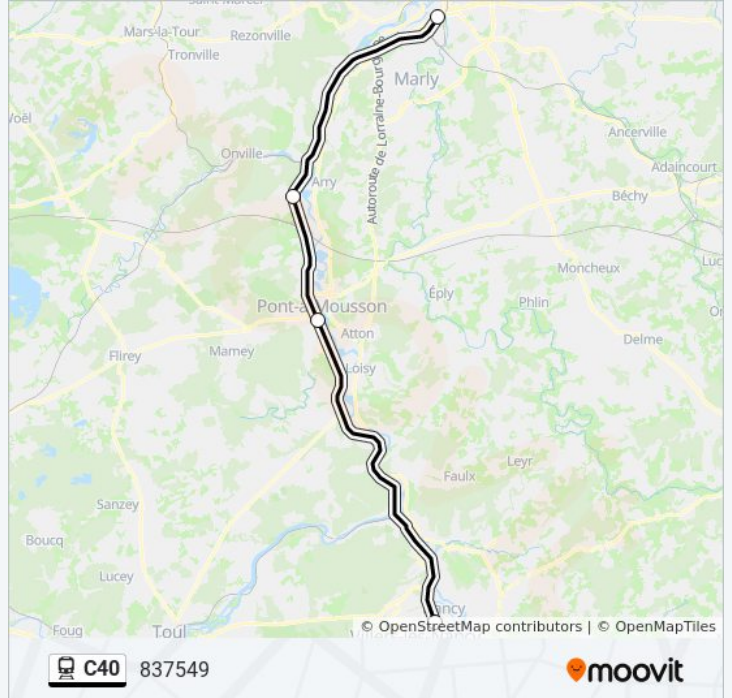 Mars-la-Tour
Rezonville
Tronville
Marly
Autoroute de Lorraine-Bourgogne
Ancerville
Onville
Arry
Adaincourt
Béchy
Moncheux
Éply
Phlin
Pont-à-Mousson
Atton
Delme
Mamey
Flirey
Loisy
Leyr
Faulx
Sanzey
Boucq
Lucey
Foug
Toul
© OpenStreetMap contributors | © OpenMapTiles
C40 837549 moovit